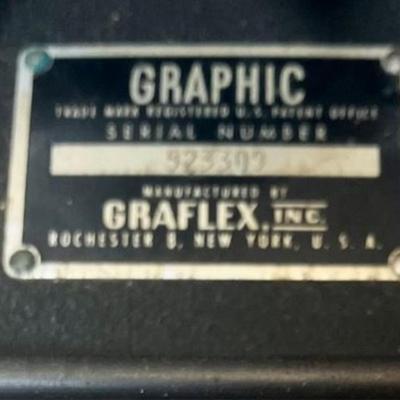 GRAPHIC
TRADE MARK REGISTERED U.S. PATENT OFFICE
SERIAL NUMBER
MANUFACTURED BY
GRAFLEX, INC.
ROCHESTER 8, NEW YORK, U. S. A.